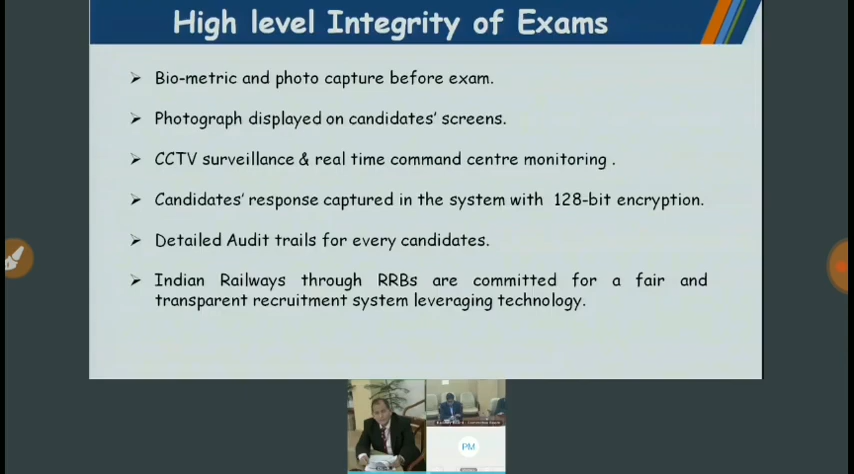 High level Integrity of Exams
➢ Bio-metric and photo capture before exam.
➢ Photograph displayed on candidates' screens.
➢ CCTV surveillance & real time command centre monitoring .
➢ Candidates' response captured in the system with 128-bit encryption.
➢ Detailed Audit trails for every candidates.
➢ Indian Railways through RRBs are committed for a fair and
transparent recruitment system leveraging technology.
PM